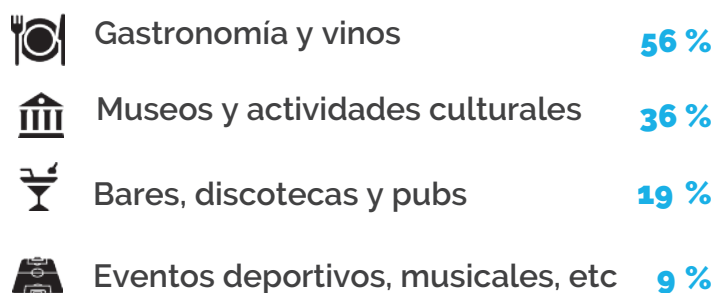 Gastronomía y vinos 56 %
Museos y actividades culturales 36 %
Bares, discotecas y pubs 19 %
Eventos deportivos, musicales, etc 9 %